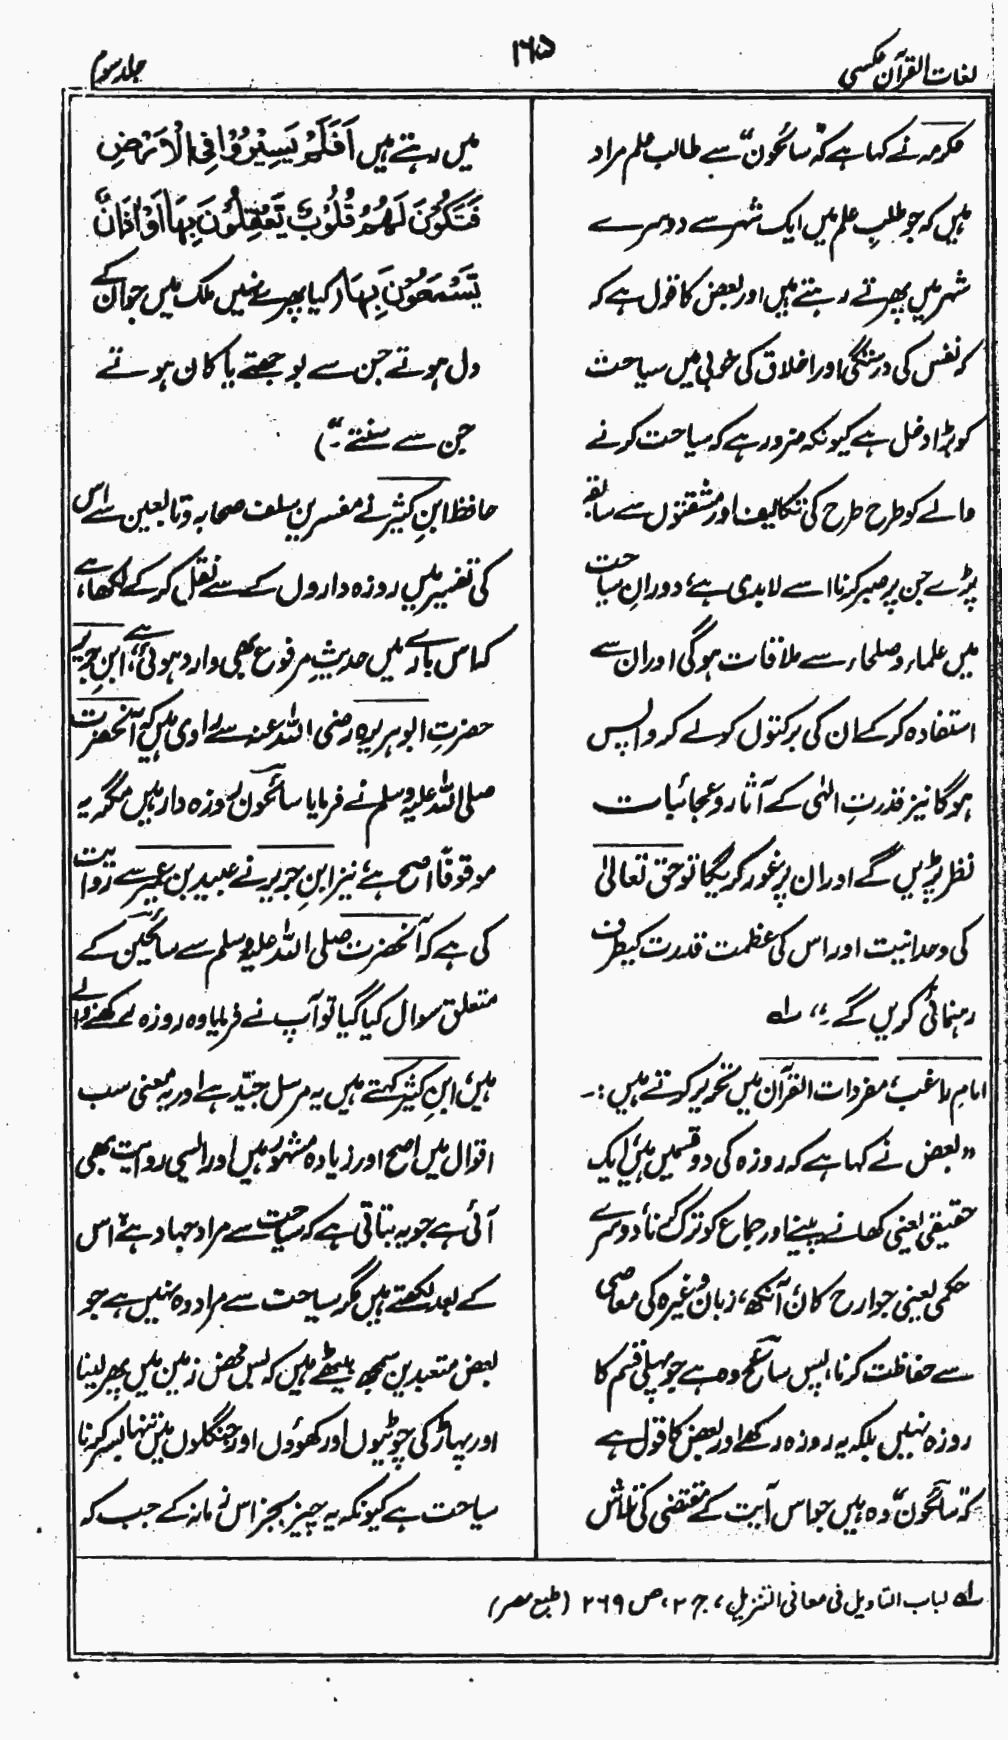 لغات القرآن عکسی
۱۶۵
جلد سوم
عکرمہ نے کہا ہے کہ "سائحون" سے طالب علم مراد
ہیں کہ جو طلبِ علم میں ایک شہر سے دوسرے
شہر میں پھرتے رہتے ہیں اور بعض کا قول ہے کہ
کہ نفس کی درستگی اور اخلاق کی خوبی میں سیاحت
کو بڑا دخل ہے کیونکہ ضرور ہے کہ سیاحت کرنے
والے کو طرح طرح کی تکالیف اور مشقتوں سے سابقہ
پڑے جن پر صبر کرنا اسے لابدی ہے، دورانِ سیاحت
میں علماء و صلحاء سے ملاقات ہوگی اور ان سے
استفادہ کرکے ان کی برکتوں کو لے کر واپس
ہوگا نیز قدرتِ الٰہی کے آثار و عجائبات
نظر پڑیں گے اور ان پر غور کریگا تو حق تعالیٰ
کی وحدانیت اور اس کی عظمت قدرت کیطرف
رہنمائی کریں گے۔،، ؎۱
امام راغب، مفردات القرآن میں تحریر کرتے ہیں :۔
"بعض نے کہا ہے کہ روزہ کی دو قسمیں ہیں، ایک
حقیقی یعنی کھانے پینے اور جماع کو ترک کرنا، دوسرے
حکمی یعنی جوارح کان، آنکھ، زبان وغیرہ کی معاصی
سے حفاظت کرنا، پس سائح وہ ہے جو پہلی قسم کا
روزہ نہیں بلکہ یہ روزہ رکھے اور بعض کا قول ہے
کہ "سائحون" وہ ہیں جو اس آیت کے مقتضی کی تلاش
میں رہتے ہیں اَفَلَمْ یَسِیْرُوْا فِی الْاَرْضِ
فَتَکُوْنَ لَهُمْ قُلُوْبٌ یَّعْقِلُوْنَ بِهَا اَوْ اٰذَانٌ
یَّسْمَعُوْنَ بِهَا (کیا پھرے نہیں ملک میں جو ان کے
دل ہوتے جن سے بوجھتے یا کان ہوتے
جن سے سنتے۔")
حافظ ابنِ کثیر نے مفسرینِ سلف صحابہ و تابعین سے اس
کی تفسیر میں روزہ داروں کے سے نقل کرکے لکھا ہے،
کہ اس بارے میں حدیثِ مرفوع بھی وارد ہوئی ہے، ابنِ جریر
حضرت ابوہریرہ رضی اللہ عنہ سے راوی ہیں کہ آنحضرت
صلی اللہ علیہ وسلم نے فرمایا سائحون روزہ دار ہیں مگر یہ
موقوفاً اصح ہے، نیز ابنِ جریر نے عبید بن عمیر سے روایت
کی ہے کہ آنحضرت صلی اللہ علیہ وسلم سے سائحین کے
متعلق سوال کیا گیا تو آپ نے فرمایا وہ روزہ رکھنے والے
ہیں، ابنِ کثیر کہتے ہیں یہ مرسل جیّد ہے اور یہ معنی سب
اقوال میں اصح اور زیادہ مشہور ہیں اور ایسی روایت بھی
آئی ہے جو یہ بتاتی ہے کہ سیاحت سے مراد جہاد ہے، اس
کے بعد لکھتے ہیں مگر سیاحت سے مراد وہ نہیں ہے جو
بعض متعبدین سمجھ بیٹھے ہیں کہ بس محض زمین میں پھر لینا
اور پہاڑ کی چوٹیوں اور کھوؤں اور جنگلوں میں تنہا بسر کرنا
سیاحت ہے کیونکہ یہ چیز بجز اس زمانہ کے جب کہ
؎۱ لباب التاویل فی معانی التنزیل، ج ۲، ص ۲۶۹ (طبع مصر)